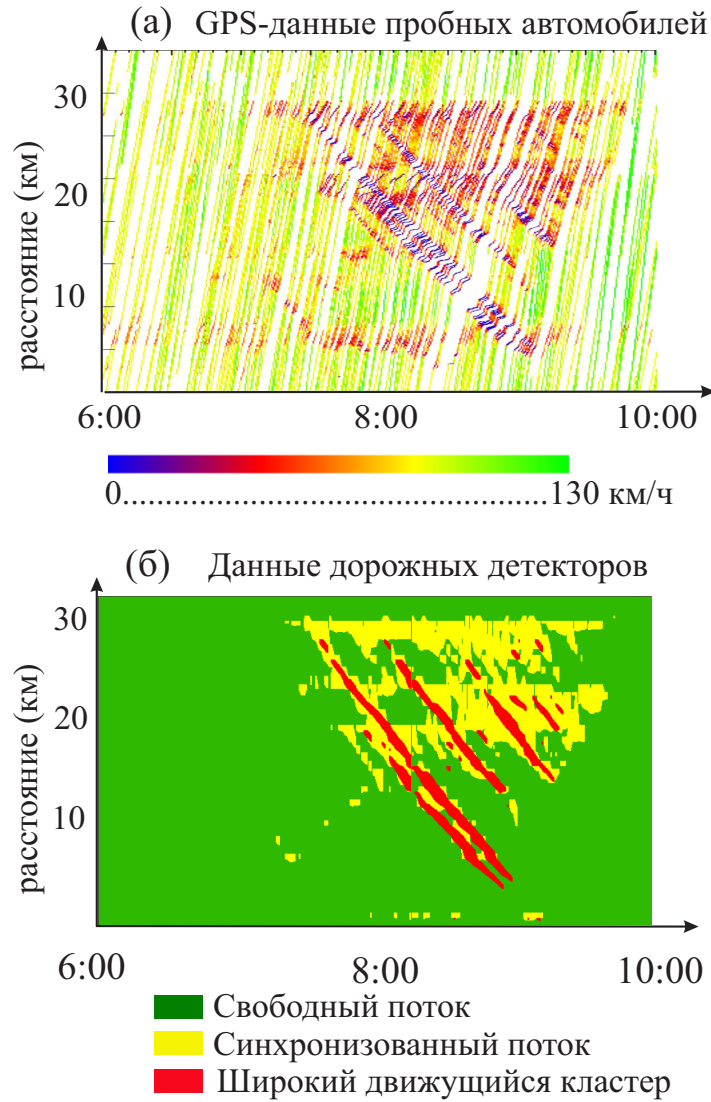 (а) GPS-данные пробных автомобилей
расстояние (км)
30
20
10
6:00 8:00 10:00
0.......................................................130 км/ч
(б) Данные дорожных детекторов
расстояние (км)
30
20
10
6:00 8:00 10:00
Свободный поток
Синхронизованный поток
Широкий движущийся кластер